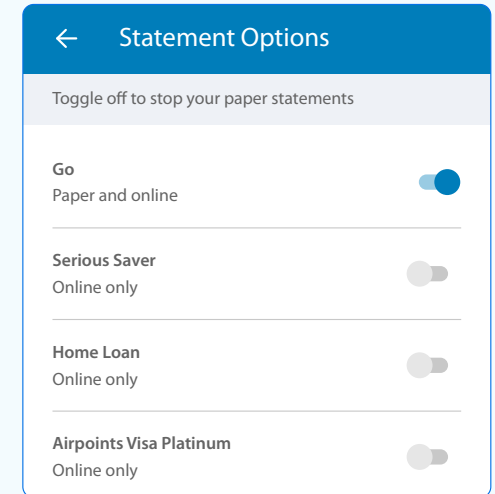 Statement Options
Toggle off to stop your paper statements
Go
Paper and online
Serious Saver
Online only
Home Loan
Online only
Airpoints Visa Platinum
Online only